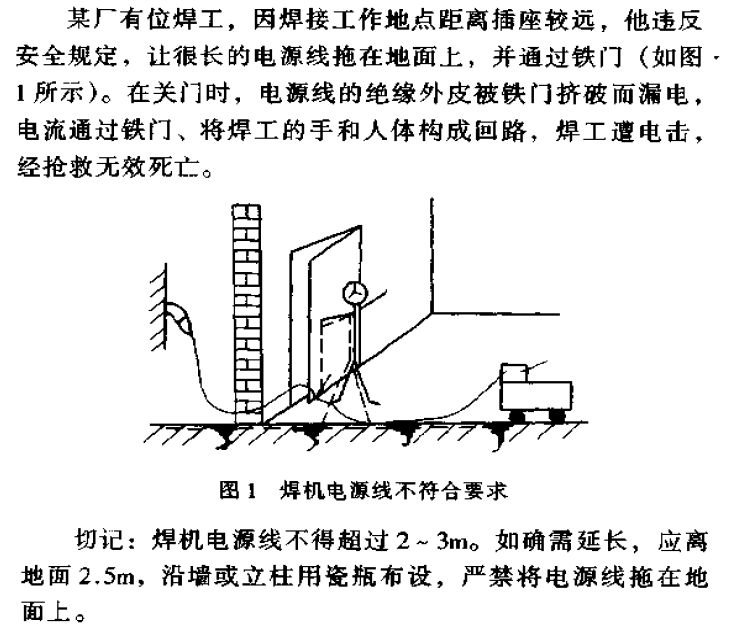 某厂有位焊工，因焊接工作地点距离插座较远，他违反
安全规定，让很长的电源线拖在地面上，并通过铁门（如图
1所示）。在关门时，电源线的绝缘外皮被铁门挤破而漏电，
电流通过铁门、将焊工的手和人体构成回路，焊工遭电击，
经抢救无效死亡。
图1 焊机电源线不符合要求
切记：焊机电源线不得超过2～3m。如确需延长，应离
地面2.5m，沿墙或立柱用瓷瓶布设，严禁将电源线拖在地
面上。